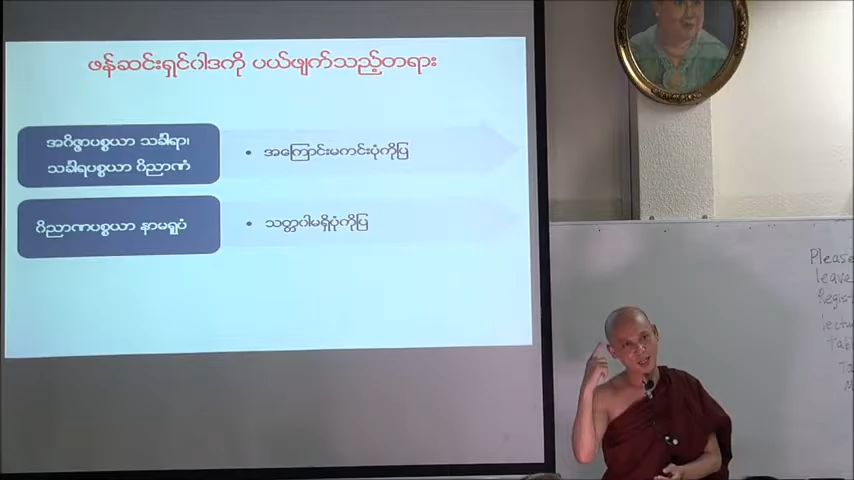 ဖန်ဆင်းရှင်ဝါဒကို ပယ်ဖျက်သည့်တရား
အဝိဇ္ဇာပစ္စယာ သင်္ခါရာ၊
သင်္ခါရပစ္စယာ ဝိညာဏံ
• အကြောင်းမကင်းပုံကိုပြ
ဝိညာဏပစ္စယာ နာမရူပံ
• သတ္တဝါမရှိပုံကိုပြ
Please
leave
Regist
lectu
Tab